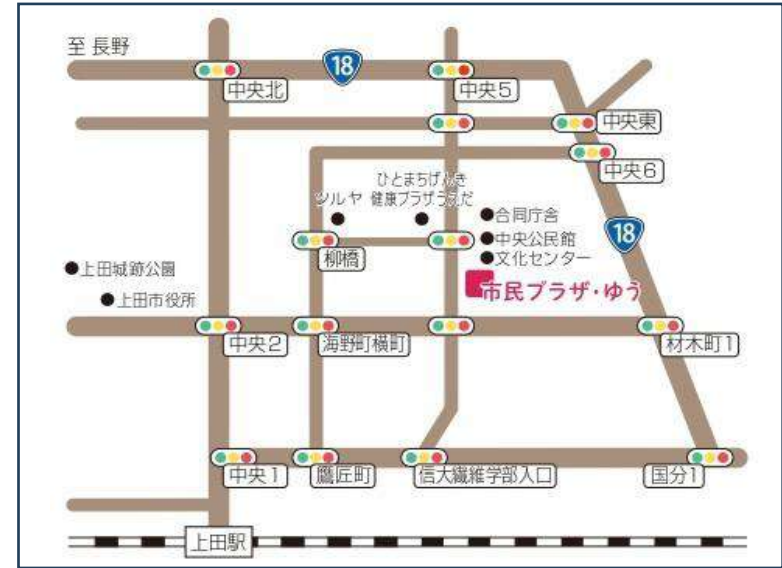 至 長野
18
中央北
中央5
中央東
中央6
ひとまちげんき
健康プラザうえだ
ツルヤ
合同庁舎
18
中央公民館
柳橋
文化センター
上田城跡公園
市民プラザ・ゆう
上田市役所
中央2
海野町横町
材木町1
中央1
鷹匠町
信大繊維学部入口
国分1
上田駅